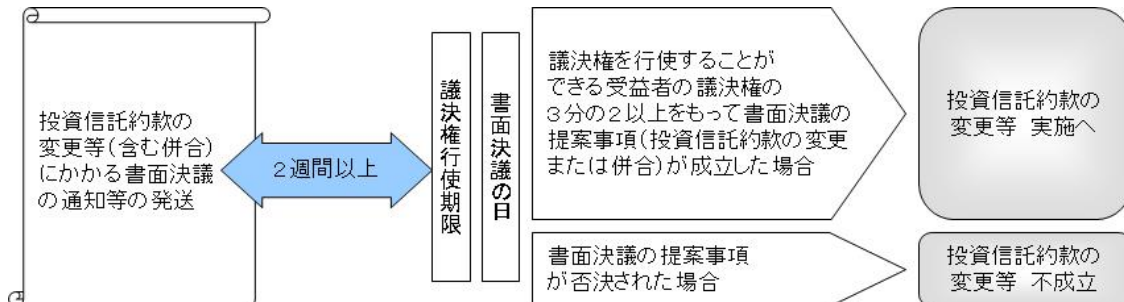 投資信託約款の
変更等(含む併合)
にかかる書面決議
の通知等の発送
２週間以上
議決権行使期限
書面決議の日
議決権を行使することが
できる受益者の議決権の
３分の２以上をもって書面決議の
提案事項(投資信託約款の変更
または併合)が成立した場合
投資信託約款の
変更等 実施へ
書面決議の提案事項
が否決された場合
投資信託約款の
変更等 不成立